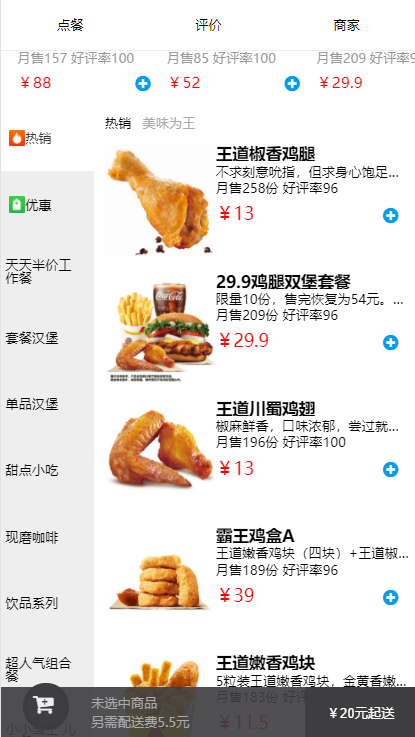 点餐 评价 商家
月售157 好评率100 月售85 好评率100 月售209 好评率9
￥88 ￥52 ￥29.9
热销 美味为王
热销
优惠
天天半价工
作餐
套餐汉堡
单品汉堡
甜点小吃
现磨咖啡
饮品系列
超人气组合
餐
王道椒香鸡腿
不求刻意吮指，但求身心饱足...
月售258份 好评率96
￥13
29.9鸡腿双堡套餐
限量10份，售完恢复为54元。...
月售209份 好评率96
￥29.9
王道川蜀鸡翅
椒麻鲜香，口味浓郁，尝过就...
月售196份 好评率100
￥13
霸王鸡盒A
王道嫩香鸡块（四块）+王道椒...
月售189份 好评率96
￥39
王道嫩香鸡块
5粒装王道嫩香鸡块，金黄香嫩...
月售183份 好评率
￥11.5
未选中商品
另需配送费5.5元
￥20元起送